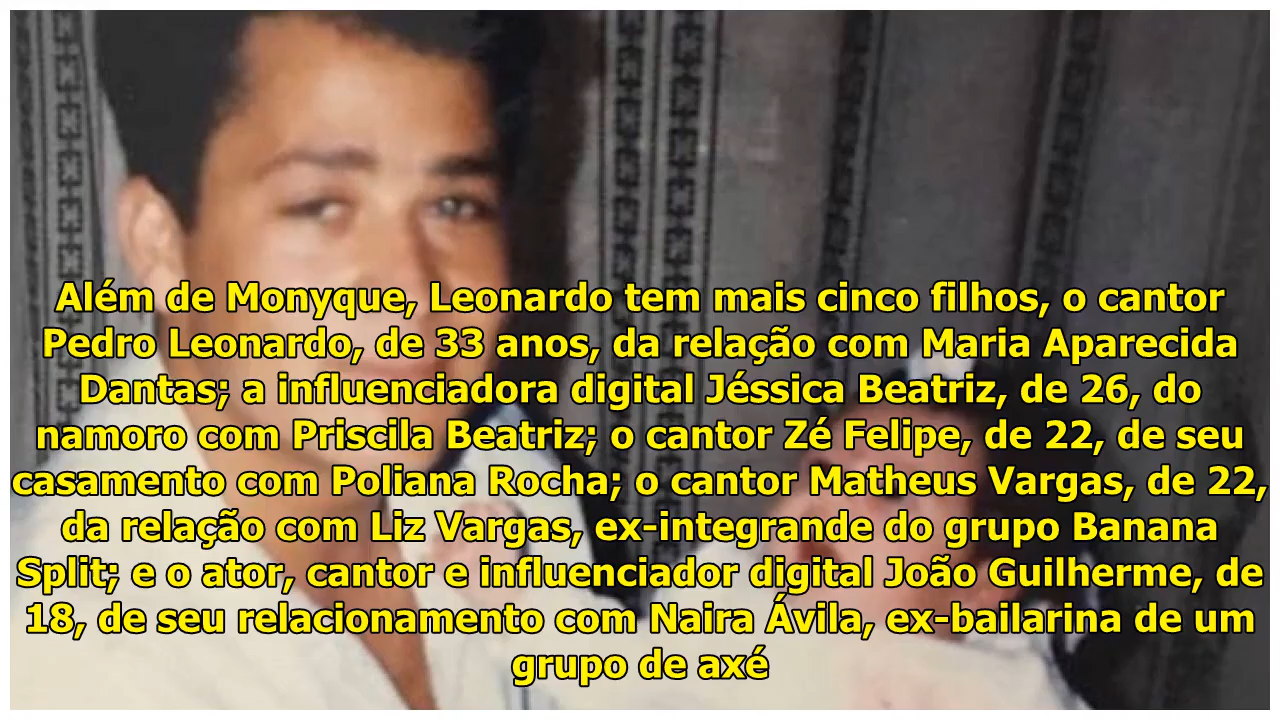 Além de Monyque, Leonardo tem mais cinco filhos, o cantor
Pedro Leonardo, de 33 anos, da relação com Maria Aparecida
Dantas; a influenciadora digital Jéssica Beatriz, de 26, do
namoro com Priscila Beatriz; o cantor Zé Felipe, de 22, de seu
casamento com Poliana Rocha; o cantor Matheus Vargas, de 22,
da relação com Liz Vargas, ex-integrande do grupo Banana
Split; e o ator, cantor e influenciador digital João Guilherme, de
18, de seu relacionamento com Naira Ávila, ex-bailarina de um
grupo de axé